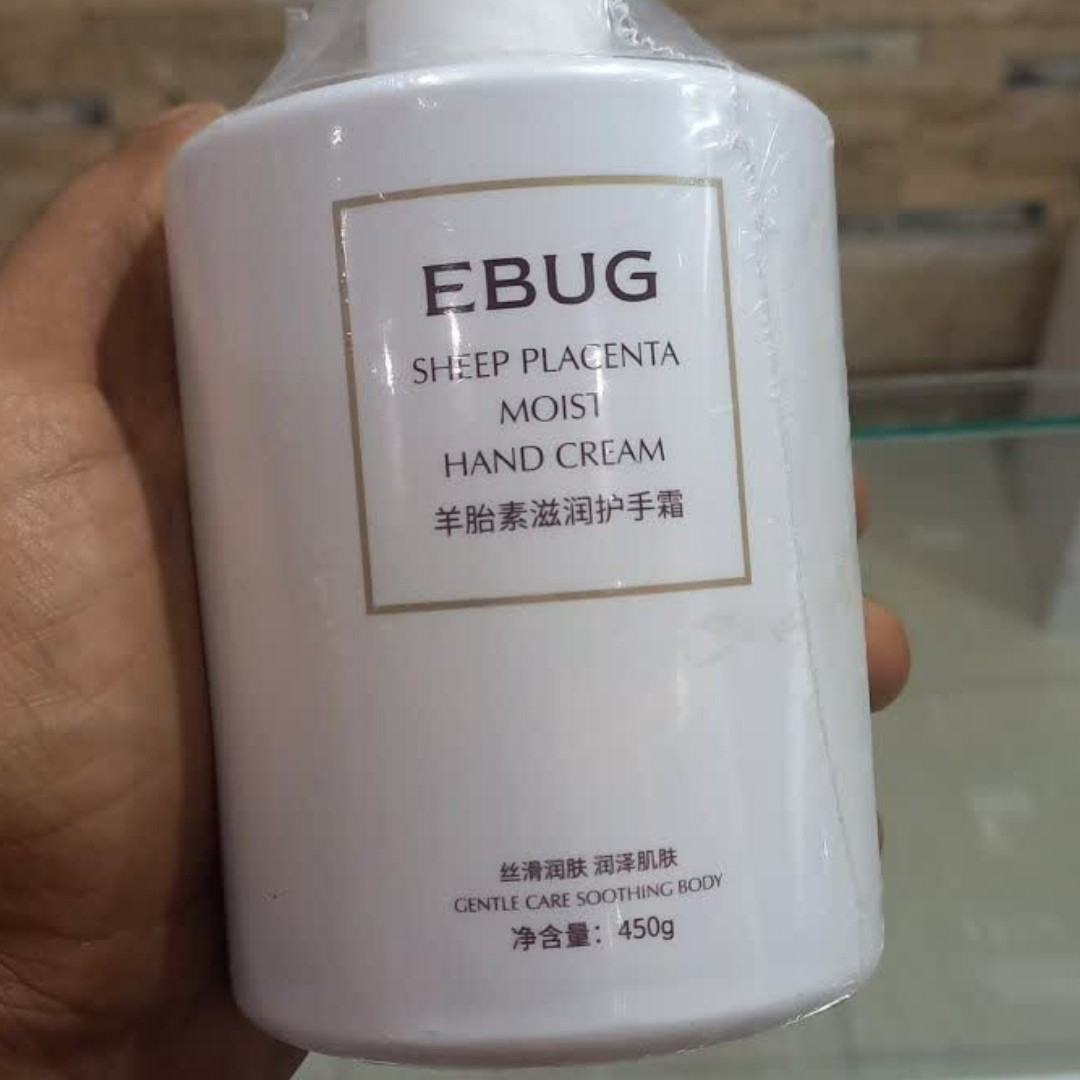 EBUG
SHEEP PLACENTA
MOIST
HAND CREAM
羊胎素滋润护手霜
丝滑润肤 润泽肌肤
GENTLE CARE SOOTHING BODY
净含量：450g